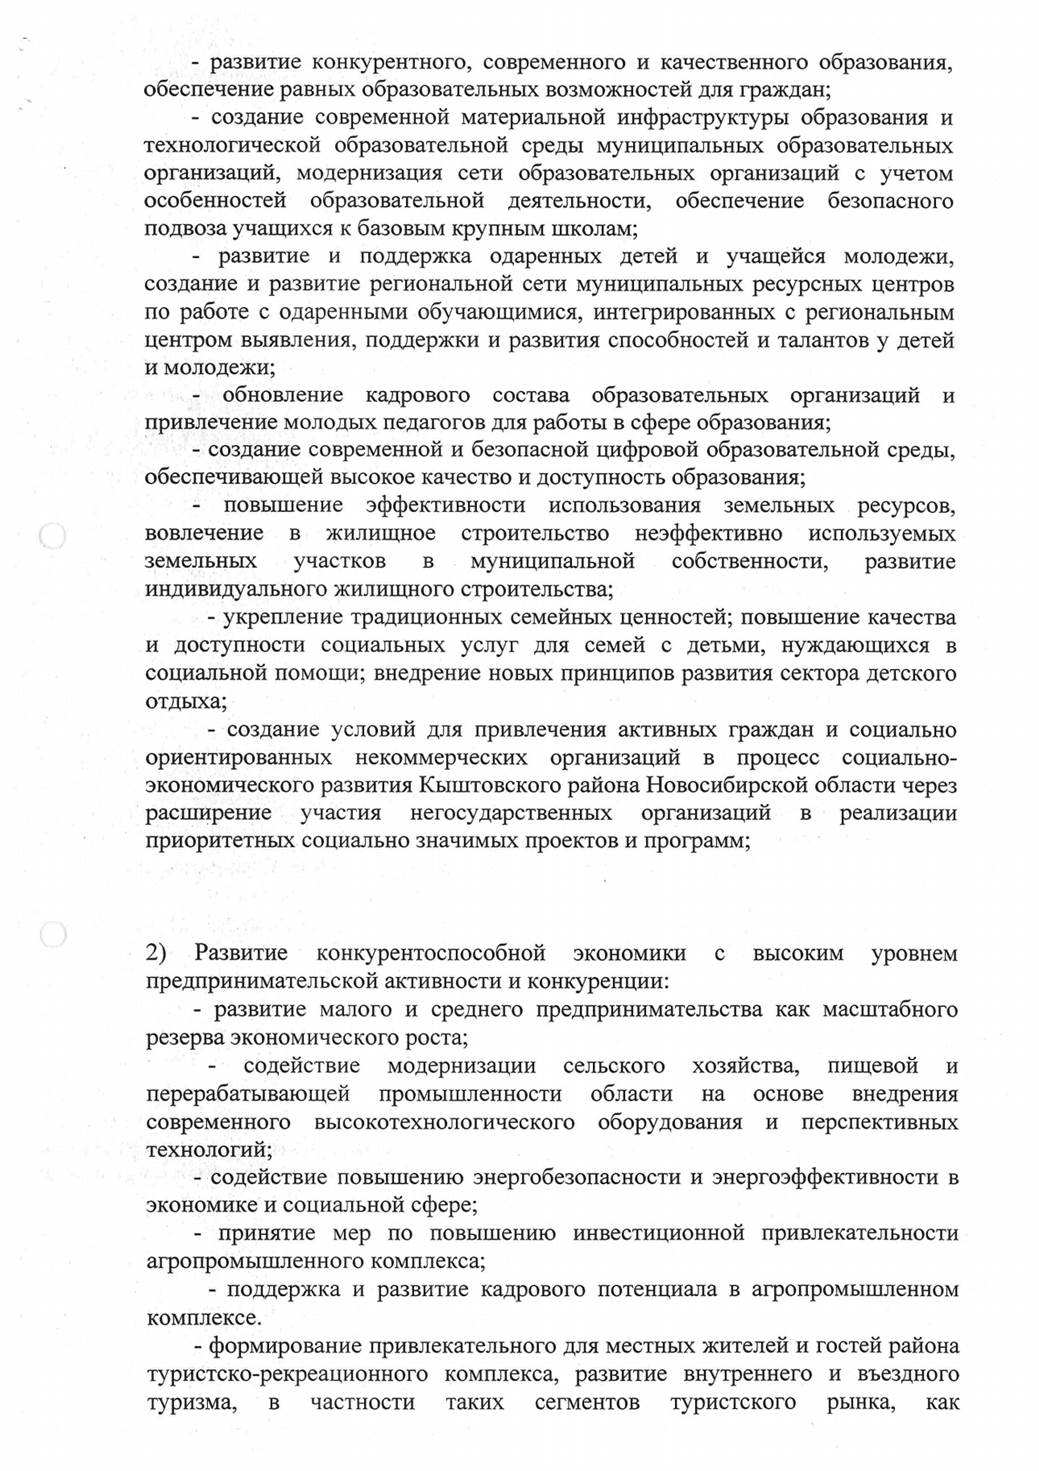 - развитие конкурентного, современного и качественного образования,
обеспечение равных образовательных возможностей для граждан;
- создание современной материальной инфраструктуры образования и
технологической образовательной среды муниципальных образовательных
организаций, модернизация сети образовательных организаций с учетом
особенностей образовательной деятельности, обеспечение безопасного
подвоза учащихся к базовым крупным школам;
- развитие и поддержка одаренных детей и учащейся молодежи,
создание и развитие региональной сети муниципальных ресурсных центров
по работе с одаренными обучающимися, интегрированных с региональным
центром выявления, поддержки и развития способностей и талантов у детей
и молодежи;
- обновление кадрового состава образовательных организаций и
привлечение молодых педагогов для работы в сфере образования;
- создание современной и безопасной цифровой образовательной среды,
обеспечивающей высокое качество и доступность образования;
- повышение эффективности использования земельных ресурсов,
вовлечение в жилищное строительство неэффективно используемых
земельных участков в муниципальной собственности, развитие
индивидуального жилищного строительства;
- укрепление традиционных семейных ценностей; повышение качества
и доступности социальных услуг для семей с детьми, нуждающихся в
социальной помощи; внедрение новых принципов развития сектора детского
отдыха;
- создание условий для привлечения активных граждан и социально
ориентированных некоммерческих организаций в процесс социально-
экономического развития Кыштовского района Новосибирской области через
расширение участия негосударственных организаций в реализации
приоритетных социально значимых проектов и программ;
2) Развитие конкурентоспособной экономики с высоким уровнем
предпринимательской активности и конкуренции:
- развитие малого и среднего предпринимательства как масштабного
резерва экономического роста;
- содействие модернизации сельского хозяйства, пищевой и
перерабатывающей промышленности области на основе внедрения
современного высокотехнологического оборудования и перспективных
технологий;
- содействие повышению энергобезопасности и энергоэффективности в
экономике и социальной сфере;
- принятие мер по повышению инвестиционной привлекательности
агропромышленного комплекса;
- поддержка и развитие кадрового потенциала в агропромышленном
комплексе.
- формирование привлекательного для местных жителей и гостей района
туристско-рекреационного комплекса, развитие внутреннего и въездного
туризма, в частности таких сегментов туристского рынка, как